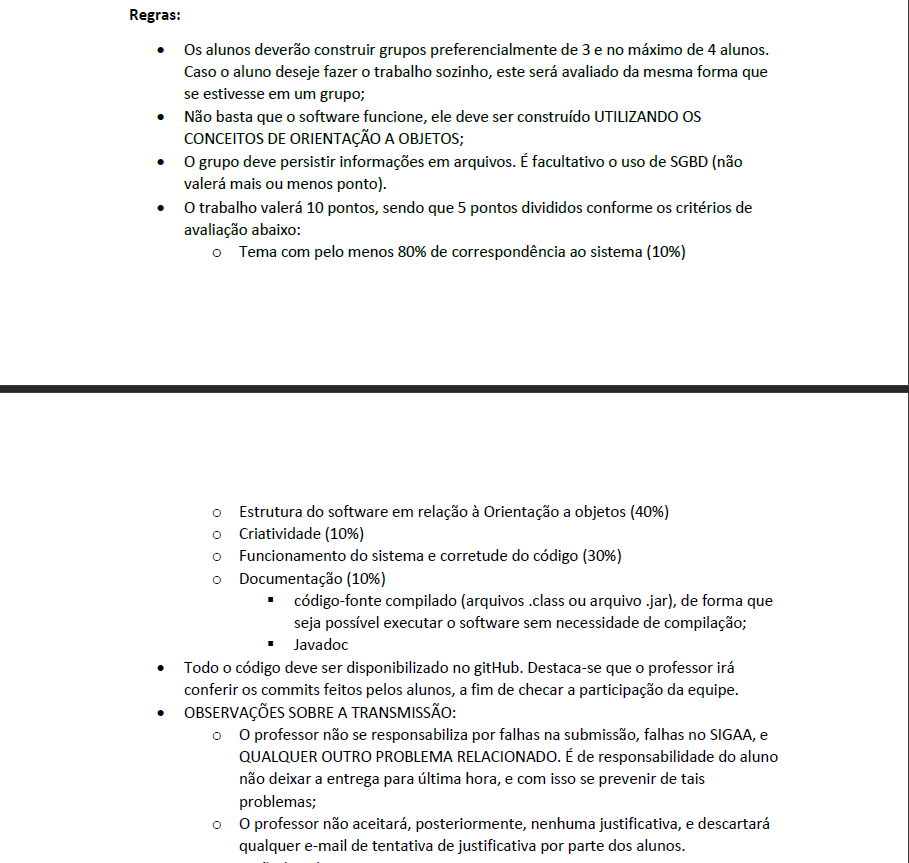 Regras:
• Os alunos deverão construir grupos preferencialmente de 3 e no máximo de 4 alunos.
Caso o aluno deseje fazer o trabalho sozinho, este será avaliado da mesma forma que
se estivesse em um grupo;
• Não basta que o software funcione, ele deve ser construído UTILIZANDO OS
CONCEITOS DE ORIENTAÇÃO A OBJETOS;
• O grupo deve persistir informações em arquivos. É facultativo o uso de SGBD (não
valerá mais ou menos ponto).
• O trabalho valerá 10 pontos, sendo que 5 pontos divididos conforme os critérios de
avaliação abaixo:
o Tema com pelo menos 80% de correspondência ao sistema (10%)
o Estrutura do software em relação à Orientação a objetos (40%)
o Criatividade (10%)
o Funcionamento do sistema e corretude do código (30%)
o Documentação (10%)
▪ código-fonte compilado (arquivos .class ou arquivo .jar), de forma que
seja possível executar o software sem necessidade de compilação;
▪ Javadoc
• Todo o código deve ser disponibilizado no gitHub. Destaca-se que o professor irá
conferir os commits feitos pelos alunos, a fim de checar a participação da equipe.
• OBSERVAÇÕES SOBRE A TRANSMISSÃO:
o O professor não se responsabiliza por falhas na submissão, falhas no SIGAA, e
QUALQUER OUTRO PROBLEMA RELACIONADO. É de responsabilidade do aluno
não deixar a entrega para última hora, e com isso se prevenir de tais
problemas;
o O professor não aceitará, posteriormente, nenhuma justificativa, e descartará
qualquer e-mail de tentativa de justificativa por parte dos alunos.